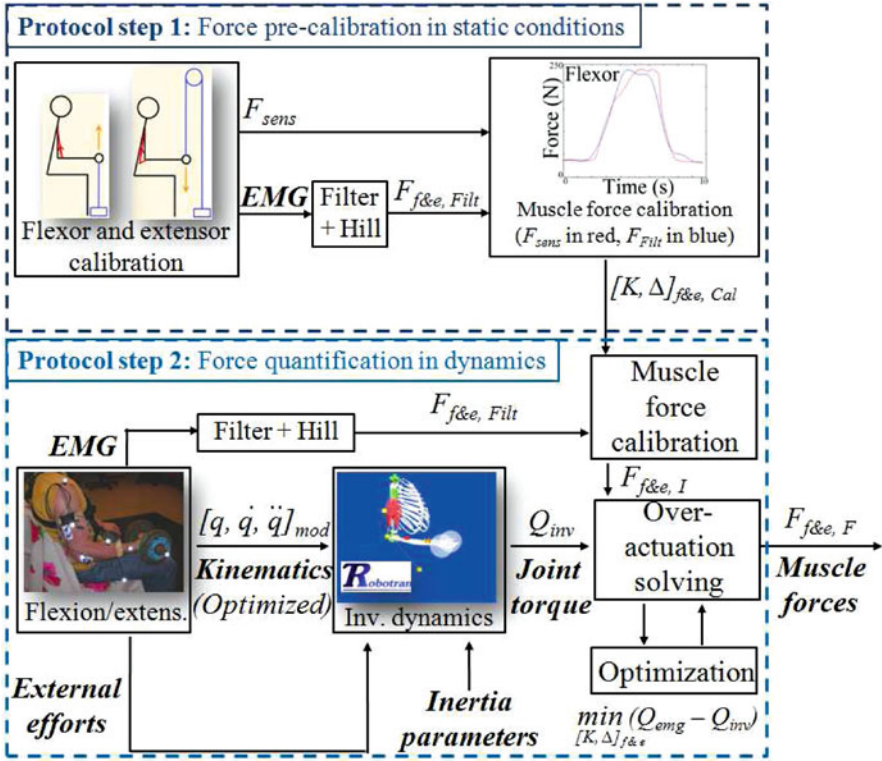 Protocol step 1: Force pre-calibration in static conditions
Flexor and extensor
calibration
F_sens
EMG
Filter
+ Hill
F_f&e, Filt
250
Flexor
Force (N)
0
10
Time (s)
Muscle force calibration
(F_sens in red, F_Filt in blue)
[K, Δ]_f&e, Cal
Protocol step 2: Force quantification in dynamics
EMG
Filter + Hill
F_f&e, Filt
Muscle
force
calibration
F_f&e, I
Flexion/extens.
[q, q̇, q̈]_mod
Kinematics
(Optimized)
Robotran
Inv. dynamics
Q_inv
Joint
torque
Over-
actuation
solving
F_f&e, F
Muscle
forces
Optimization
min (Q_emg − Q_inv)
[K, Δ]_f&e
External
efforts
Inertia
parameters